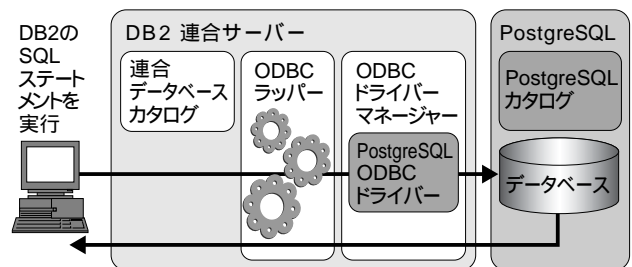 DB2の
SQL
ステート
メントを
実行
DB2 連合サーバー
連合
データベース
カタログ
ODBC
ラッパー
ODBC
ドライバー
マネージャー
PostgreSQL
ODBC
ドライバー
PostgreSQL
PostgreSQL
カタログ
データベース